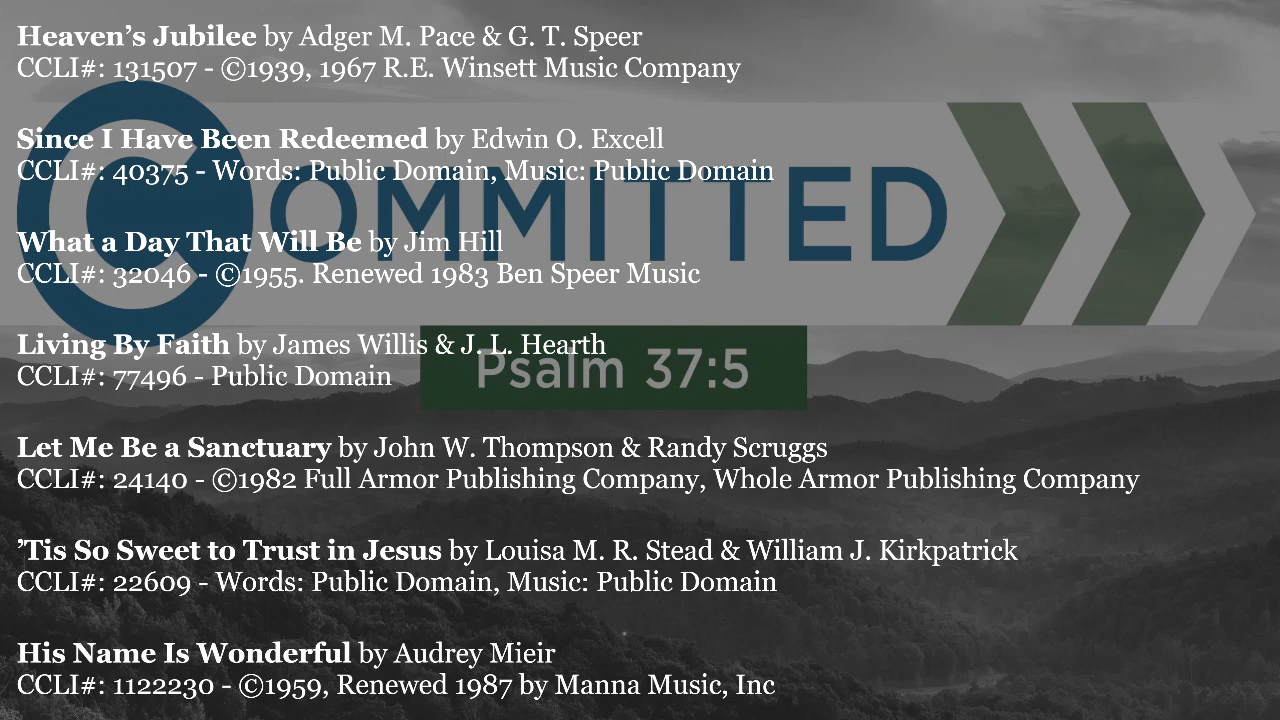 Heaven’s Jubilee by Adger M. Pace & G. T. Speer
CCLI#: 131507 - ©1939, 1967 R.E. Winsett Music Company
Since I Have Been Redeemed by Edwin O. Excell
CCLI#: 40375 - Words: Public Domain, Music: Public Domain
COMMITTED
What a Day That Will Be by Jim Hill
CCLI#: 32046 - ©1955. Renewed 1983 Ben Speer Music
Living By Faith by James Willis & J. L. Hearth
Psalm 37:5
CCLI#: 77496 - Public Domain
Let Me Be a Sanctuary by John W. Thompson & Randy Scruggs
CCLI#: 24140 - ©1982 Full Armor Publishing Company, Whole Armor Publishing Company
’Tis So Sweet to Trust in Jesus by Louisa M. R. Stead & William J. Kirkpatrick
CCLI#: 22609 - Words: Public Domain, Music: Public Domain
His Name Is Wonderful by Audrey Mieir
CCLI#: 1122230 - ©1959, Renewed 1987 by Manna Music, Inc